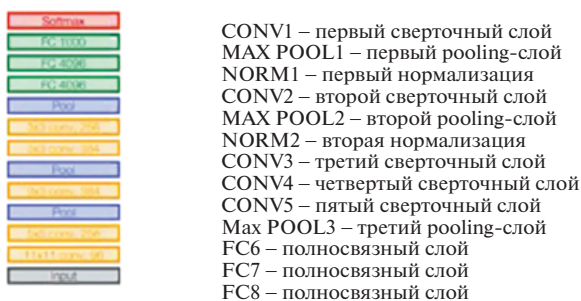 Softmax
FC 1000
FC 4096
FC 4096
Pool
3x3 conv, 256
3x3 conv, 384
Pool
3x3 conv, 384
Pool
5x5 conv, 256
11x11 conv, 96
Input
CONV1 – первый сверточный слой
MAX POOL1 – первый pooling-слой
NORM1 – первый нормализация
CONV2 – второй сверточный слой
MAX POOL2 – второй pooling-слой
NORM2 – вторая нормализация
CONV3 – третий сверточный слой
CONV4 – четвертый сверточный слой
CONV5 – пятый сверточный слой
Max POOL3 – третий pooling-слой
FC6 – полносвязный слой
FC7 – полносвязный слой
FC8 – полносвязный слой